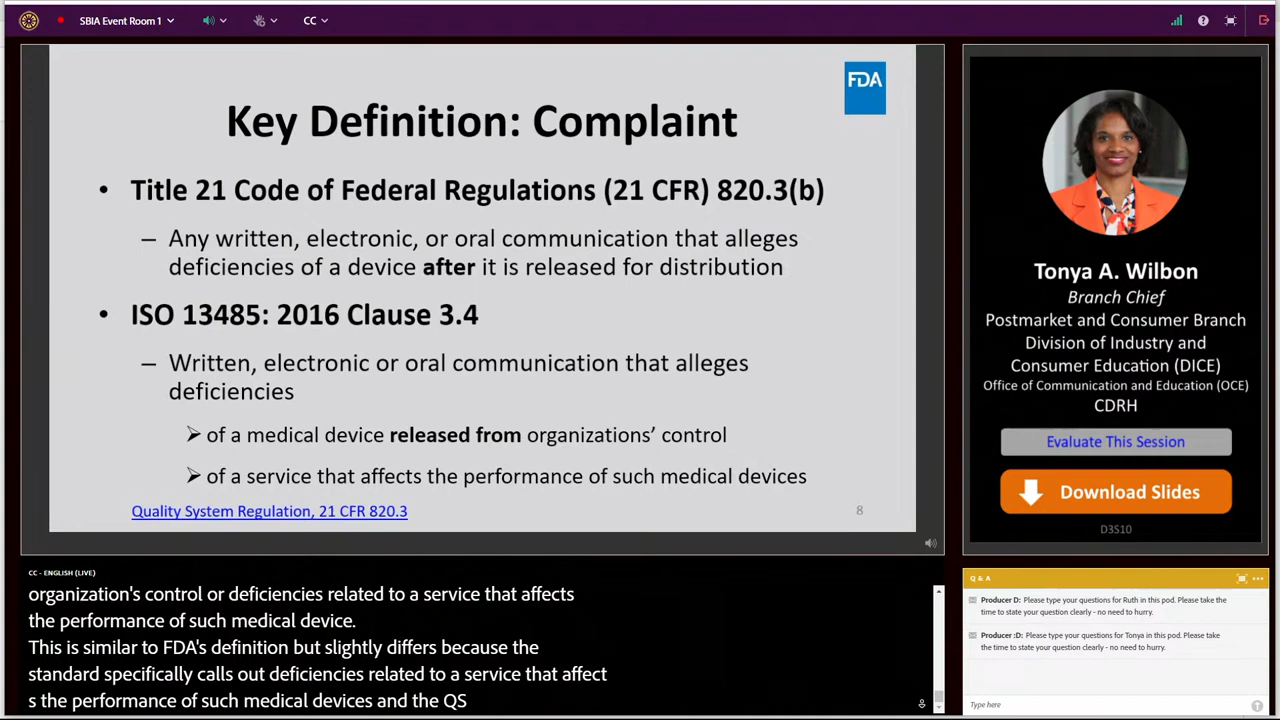 SBIA Event Room 1
CC
FDA
Key Definition: Complaint
• Title 21 Code of Federal Regulations (21 CFR) 820.3(b)
– Any written, electronic, or oral communication that alleges
deficiencies of a device after it is released for distribution
• ISO 13485: 2016 Clause 3.4
– Written, electronic or oral communication that alleges
deficiencies
➢ of a medical device released from organizations’ control
➢ of a service that affects the performance of such medical devices
Quality System Regulation, 21 CFR 820.3
8
Tonya A. Wilbon
Branch Chief
Postmarket and Consumer Branch
Division of Industry and
Consumer Education (DICE)
Office of Communication and Education (OCE)
CDRH
Evaluate This Session
Download Slides
D3S10
CC - ENGLISH (LIVE)
organization's control or deficiencies related to a service that affects
the performance of such medical device.
This is similar to FDA's definition but slightly differs because the
standard specifically calls out deficiencies related to a service that affect
s the performance of such medical devices and the QS
Q & A
Producer D: Please type your questions for Ruth in this pod. Please take the
time to state your question clearly - no need to hurry.
Producer :D: Please type your questions for Tonya in this pod. Please take
the time to state your question clearly - no need to hurry.
Type here